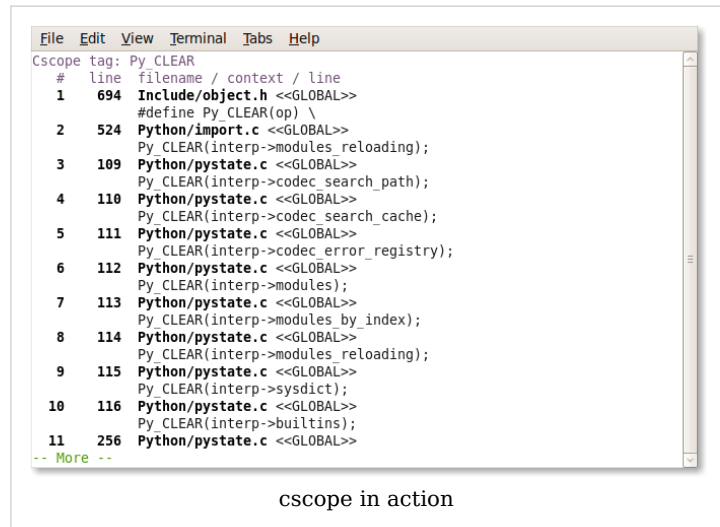 File Edit View Terminal Tabs Help
Cscope tag: Py_CLEAR
# line filename / context / line
1 694 Include/object.h <<GLOBAL>>
#define Py_CLEAR(op) \
2 524 Python/import.c <<GLOBAL>>
Py_CLEAR(interp->modules_reloading);
3 109 Python/pystate.c <<GLOBAL>>
Py_CLEAR(interp->codec_search_path);
4 110 Python/pystate.c <<GLOBAL>>
Py_CLEAR(interp->codec_search_cache);
5 111 Python/pystate.c <<GLOBAL>>
Py_CLEAR(interp->codec_error_registry);
6 112 Python/pystate.c <<GLOBAL>>
Py_CLEAR(interp->modules);
7 113 Python/pystate.c <<GLOBAL>>
Py_CLEAR(interp->modules_by_index);
8 114 Python/pystate.c <<GLOBAL>>
Py_CLEAR(interp->modules_reloading);
9 115 Python/pystate.c <<GLOBAL>>
Py_CLEAR(interp->sysdict);
10 116 Python/pystate.c <<GLOBAL>>
Py_CLEAR(interp->builtins);
11 256 Python/pystate.c <<GLOBAL>>
-- More --
cscope in action